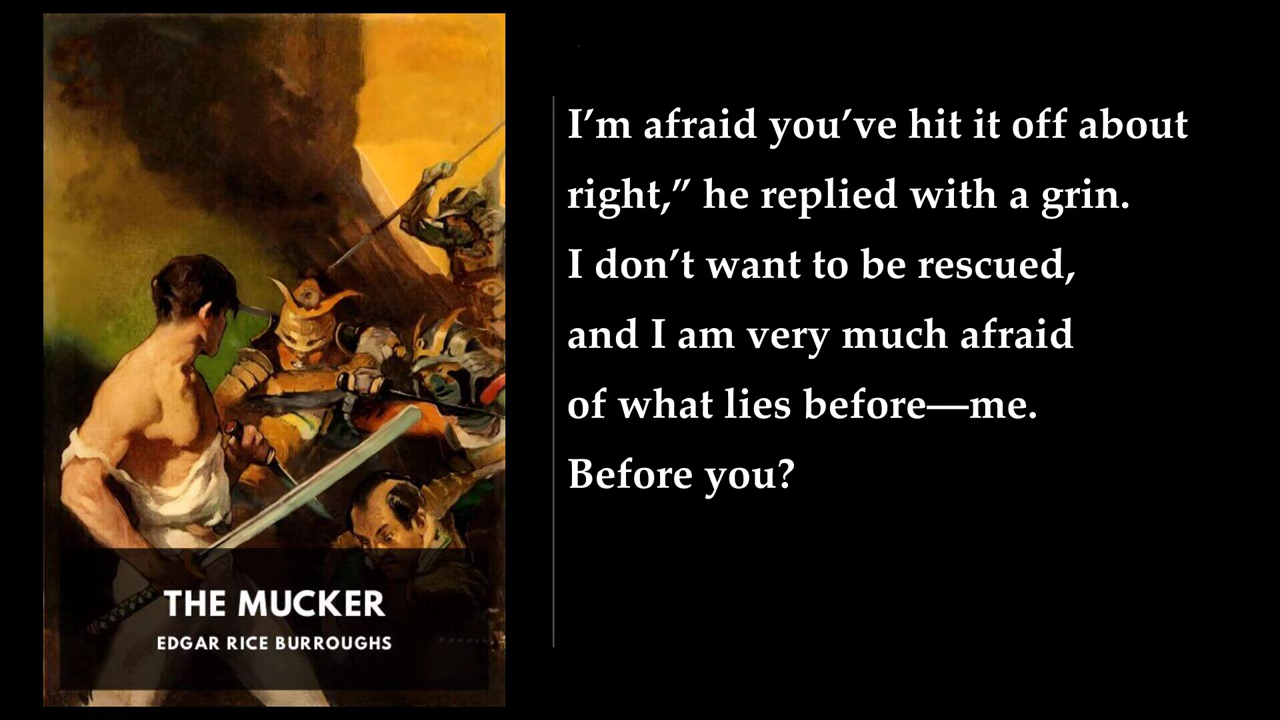 I’m afraid you’ve hit it off about
right,” he replied with a grin.
I don’t want to be rescued,
and I am very much afraid
of what lies before—me.
Before you?
THE MUCKER
EDGAR RICE BURROUGHS